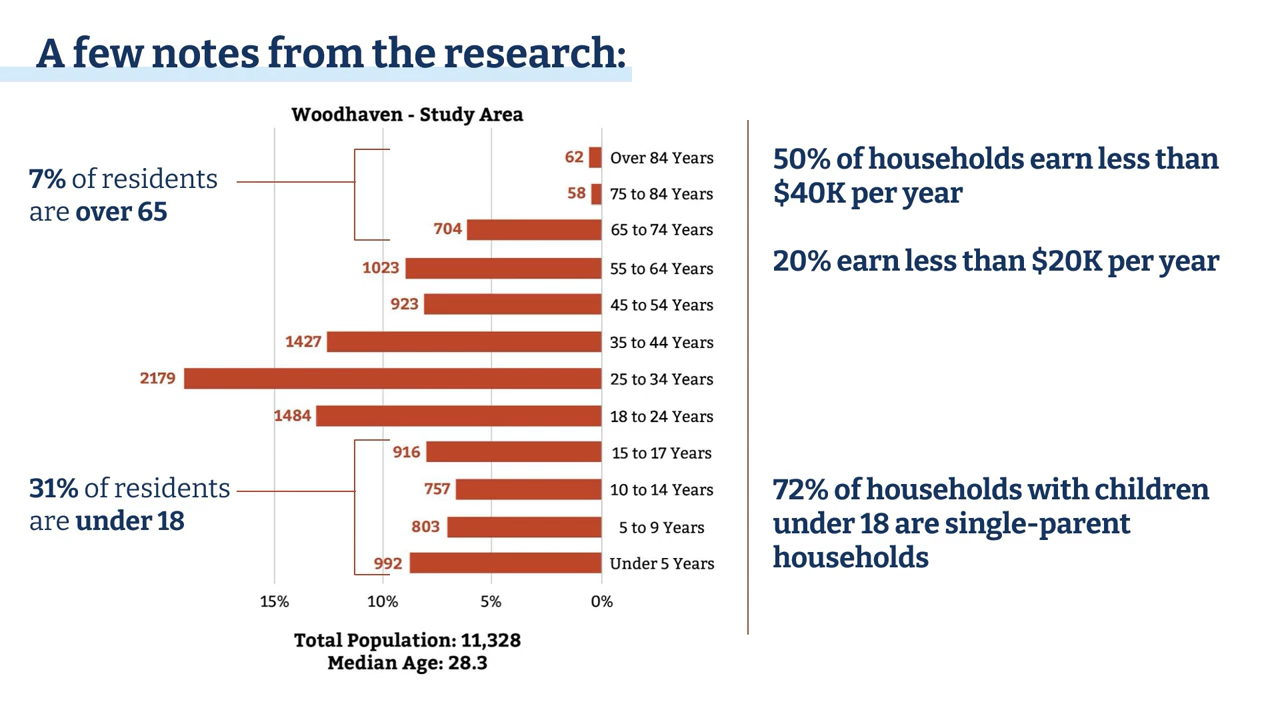 A few notes from the research:
Woodhaven - Study Area
7% of residents
are over 65
62 Over 84 Years
58 75 to 84 Years
704 65 to 74 Years
1023 55 to 64 Years
923 45 to 54 Years
1427 35 to 44 Years
2179 25 to 34 Years
1484 18 to 24 Years
916 15 to 17 Years
757 10 to 14 Years
803 5 to 9 Years
992 Under 5 Years
31% of residents
are under 18
15% 10% 5% 0%
Total Population: 11,328
Median Age: 28.3
50% of households earn less than
$40K per year
20% earn less than $20K per year
72% of households with children
under 18 are single-parent
households